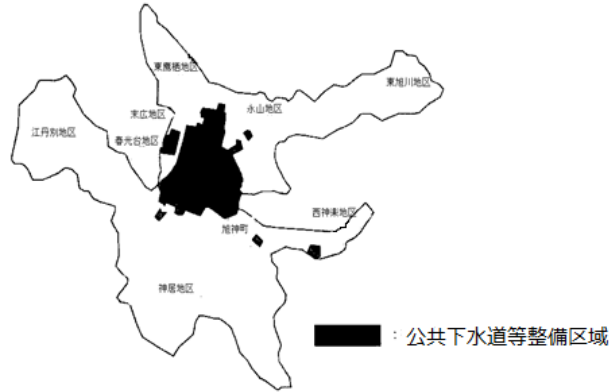 東鷹栖地区
東旭川地区
末広地区
永山地区
江丹別地区
春光台地区
西神楽地区
旭神町
神居地区
：公共下水道等整備区域